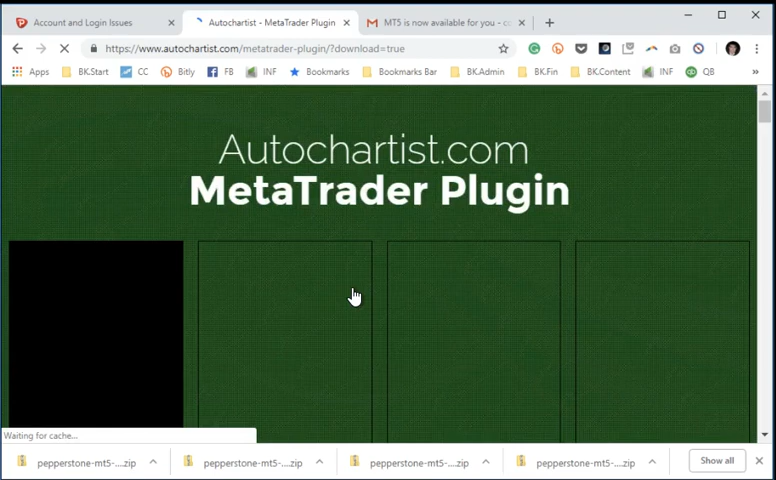 Account and Login Issues
Autochartist - MetaTrader Plugin
MT5 is now available for you - co
https://www.autochartist.com/metatrader-plugin/?download=true
Apps
BK.Start
CC
Bitly
FB
INF
Bookmarks
Bookmarks Bar
BK.Admin
BK.Fin
BK.Content
INF
QB
Autochartist.com
MetaTrader Plugin
Waiting for cache...
pepperstone-mt5-....zip
pepperstone-mt5-....zip
pepperstone-mt5-....zip
pepperstone-mt5-....zip
Show all